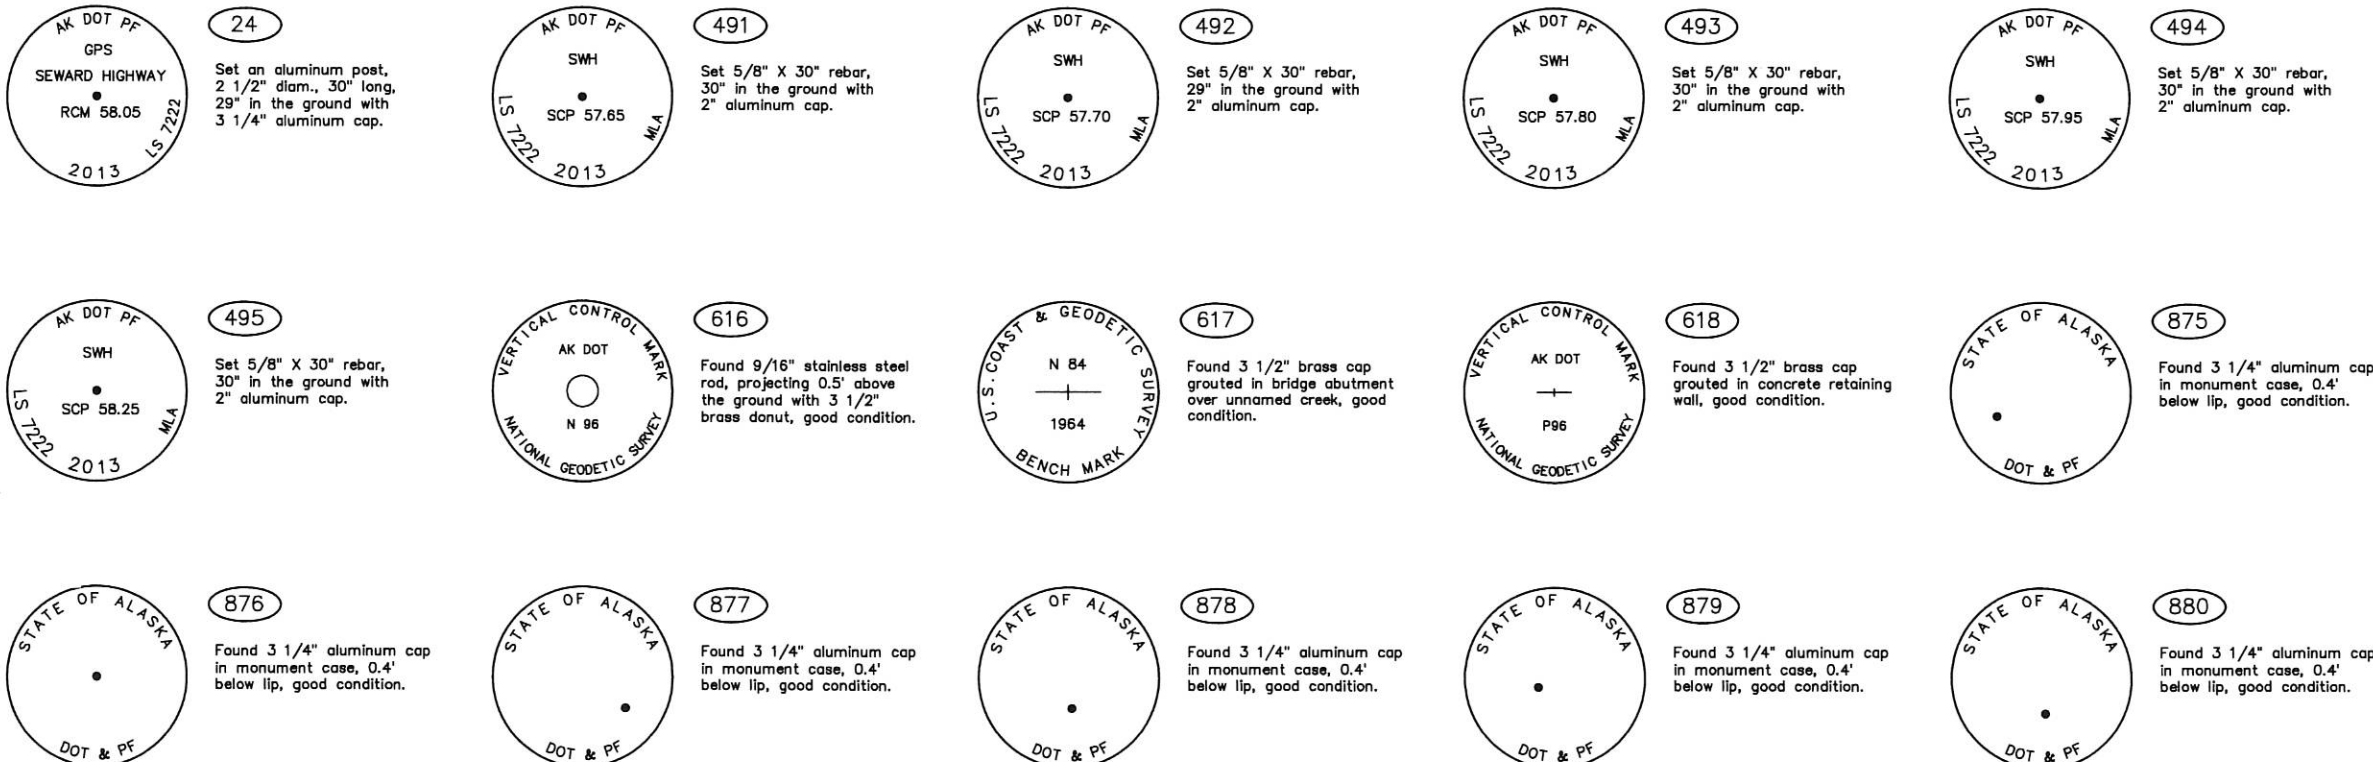 AK DOT PF
GPS
SEWARD HIGHWAY
RCM 58.05
LS 7222
2013
24
Set an aluminum post,
2 1/2" diam., 30" long,
29" in the ground with
3 1/4" aluminum cap.
AK DOT PF
SWH
SCP 57.65
LS 7222
MLA
2013
491
Set 5/8" X 30" rebar,
30" in the ground with
2" aluminum cap.
AK DOT PF
SWH
SCP 57.70
LS 7222
MLA
2013
492
Set 5/8" X 30" rebar,
29" in the ground with
2" aluminum cap.
AK DOT PF
SWH
SCP 57.80
LS 7222
MLA
2013
493
Set 5/8" X 30" rebar,
30" in the ground with
2" aluminum cap.
AK DOT PF
SWH
SCP 57.95
LS 7222
MLA
2013
494
Set 5/8" X 30" rebar,
30" in the ground with
2" aluminum cap.
AK DOT PF
SWH
SCP 58.25
LS 7222
MLA
2013
495
Set 5/8" X 30" rebar,
30" in the ground with
2" aluminum cap.
VERTICAL CONTROL MARK
AK DOT
N 96
NATIONAL GEODETIC SURVEY
616
Found 9/16" stainless steel
rod, projecting 0.5' above
the ground with 3 1/2"
brass donut, good condition.
U.S. COAST & GEODETIC SURVEY
N 84
1964
BENCH MARK
617
Found 3 1/2" brass cap
grouted in bridge abutment
over unnamed creek, good
condition.
VERTICAL CONTROL MARK
AK DOT
P96
NATIONAL GEODETIC SURVEY
618
Found 3 1/2" brass cap
grouted in concrete retaining
wall, good condition.
STATE OF ALASKA
DOT & PF
875
Found 3 1/4" aluminum cap
in monument case, 0.4'
below lip, good condition.
STATE OF ALASKA
DOT & PF
876
Found 3 1/4" aluminum cap
in monument case, 0.4'
below lip, good condition.
STATE OF ALASKA
DOT & PF
877
Found 3 1/4" aluminum cap
in monument case, 0.4'
below lip, good condition.
STATE OF ALASKA
DOT & PF
878
Found 3 1/4" aluminum cap
in monument case, 0.4'
below lip, good condition.
STATE OF ALASKA
DOT & PF
879
Found 3 1/4" aluminum cap
in monument case, 0.4'
below lip, good condition.
STATE OF ALASKA
DOT & PF
880
Found 3 1/4" aluminum cap
in monument case, 0.4'
below lip, good condition.